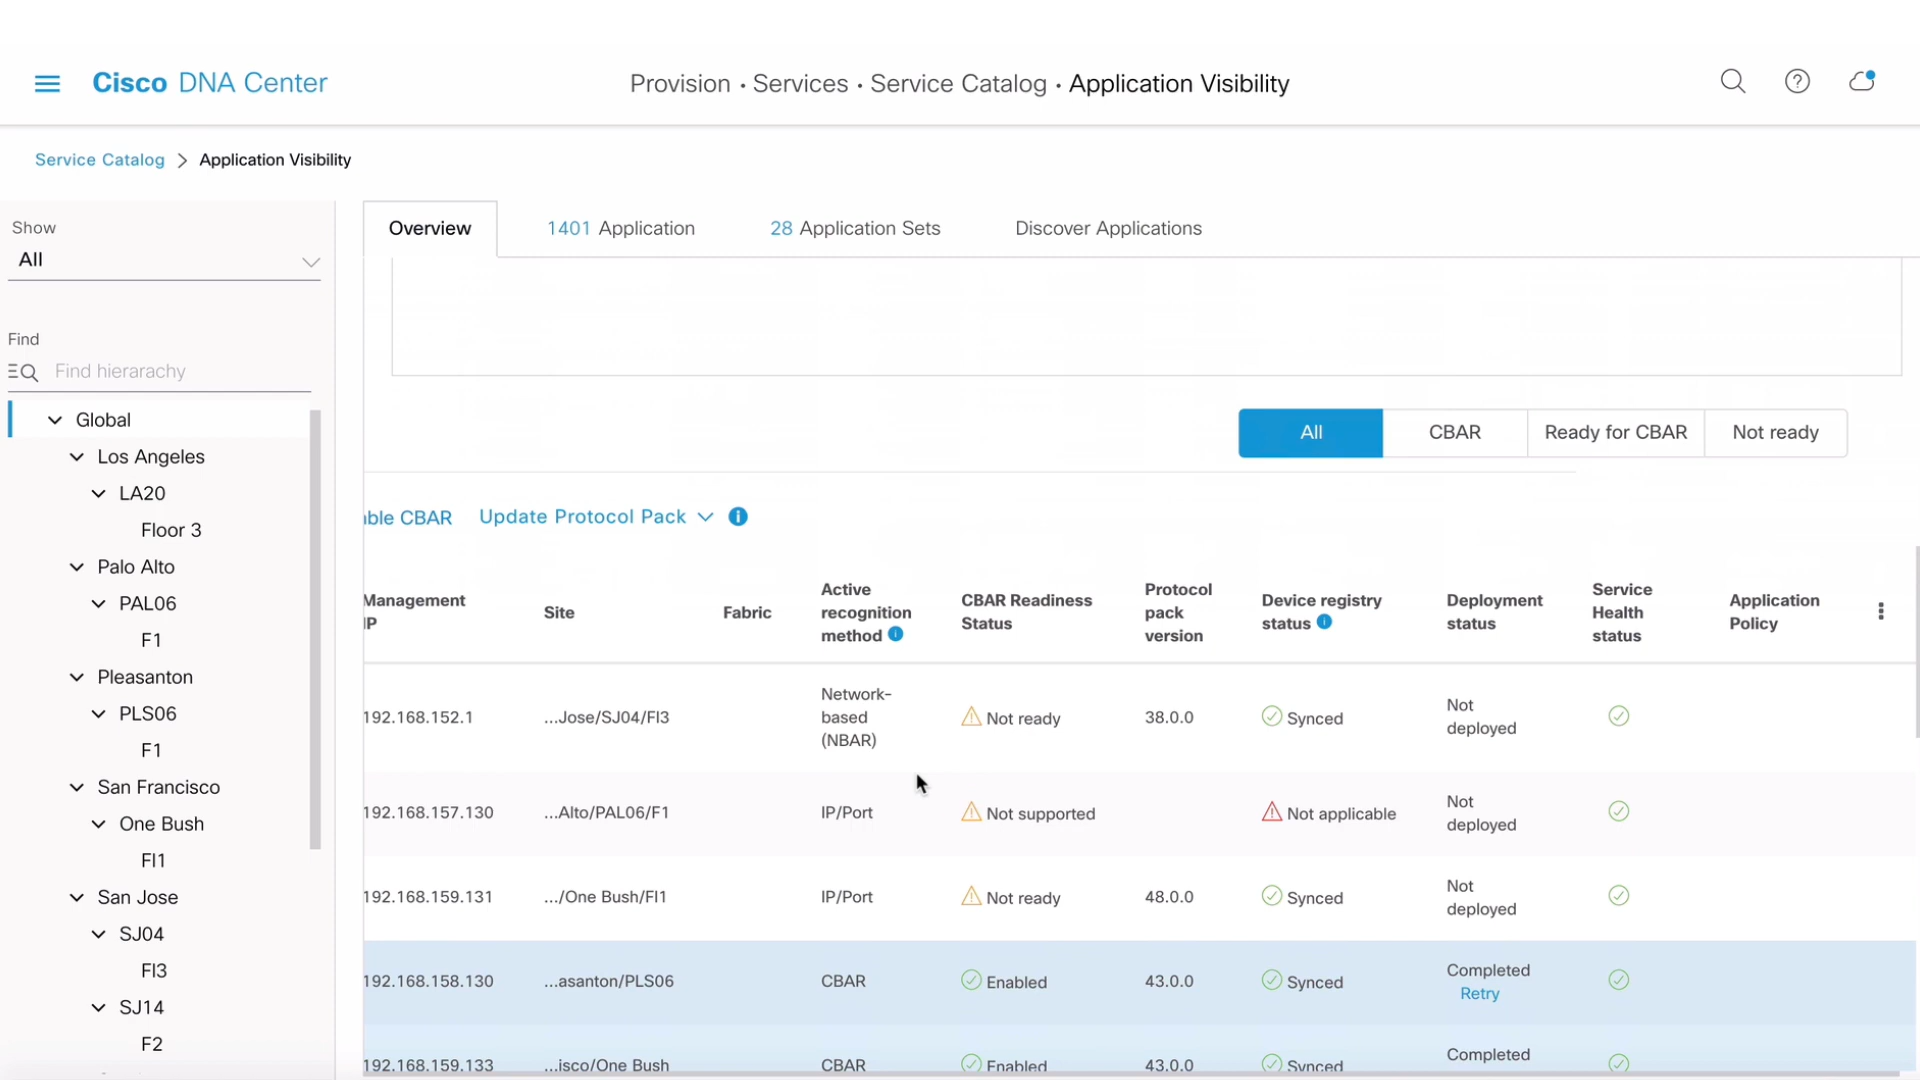 Cisco DNA Center
Provision • Services • Service Catalog • Application Visibility
Service Catalog > Application Visibility
Show
All
Find
Find hierarachy
Global
Los Angeles
LA20
Floor 3
Palo Alto
PAL06
F1
Pleasanton
PLS06
F1
San Francisco
One Bush
Fl1
San Jose
SJ04
Fl3
SJ14
F2
Overview
1401 Application
28 Application Sets
Discover Applications
All
CBAR
Ready for CBAR
Not ready
able CBAR
Update Protocol Pack
Management
IP
Site
Fabric
Active
recognition
method
CBAR Readiness
Status
Protocol
pack
version
Device registry
status
Deployment
status
Service
Health
status
Application
Policy
192.168.152.1
...Jose/SJ04/Fl3
Network-
based
(NBAR)
Not ready
38.0.0
Synced
Not
deployed
192.168.157.130
...Alto/PAL06/F1
IP/Port
Not supported
Not applicable
Not
deployed
192.168.159.131
.../One Bush/Fl1
IP/Port
Not ready
48.0.0
Synced
Not
deployed
192.168.158.130
...asanton/PLS06
CBAR
Enabled
43.0.0
Synced
Completed
Retry
192.168.159.133
...isco/One Bush
CBAR
Enabled
43.0.0
Synced
Completed